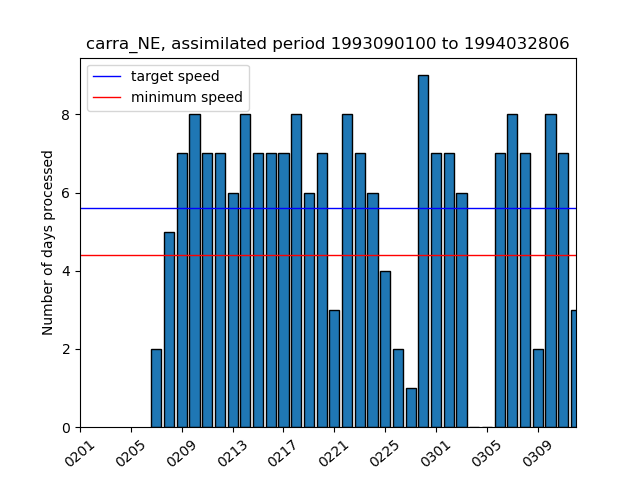 carra_NE, assimilated period 1993090100 to 1994032806
target speed
minimum speed
Number of days processed
8
6
4
2
0
0201 0205 0209 0213 0217 0221 0225 0301 0305 0309